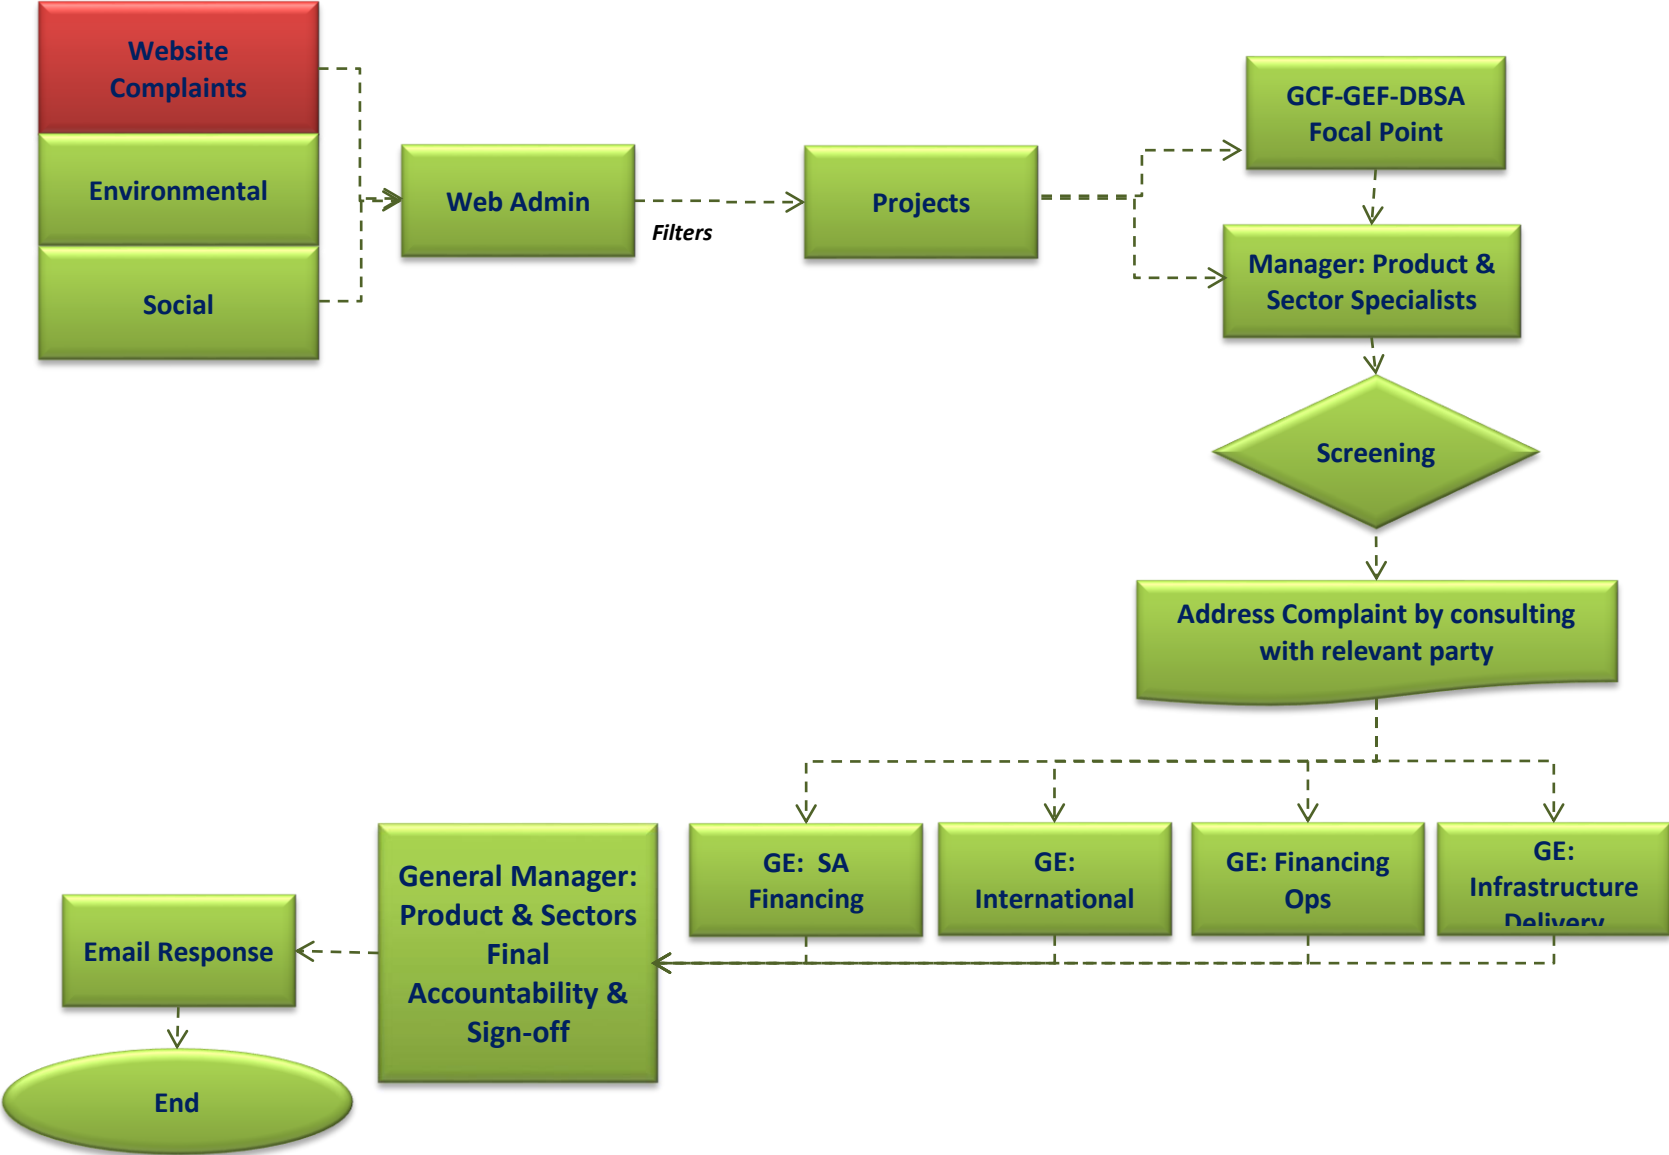 Website
Complaints
Environmental
Social
Web Admin
Filters
Projects
GCF-GEF-DBSA
Focal Point
Manager: Product &
Sector Specialists
Screening
Address Complaint by consulting
with relevant party
GE: SA
Financing
GE:
International
GE: Financing
Ops
GE:
Infrastructure
Delivery
General Manager:
Product & Sectors
Final
Accountability &
Sign-off
Email Response
End